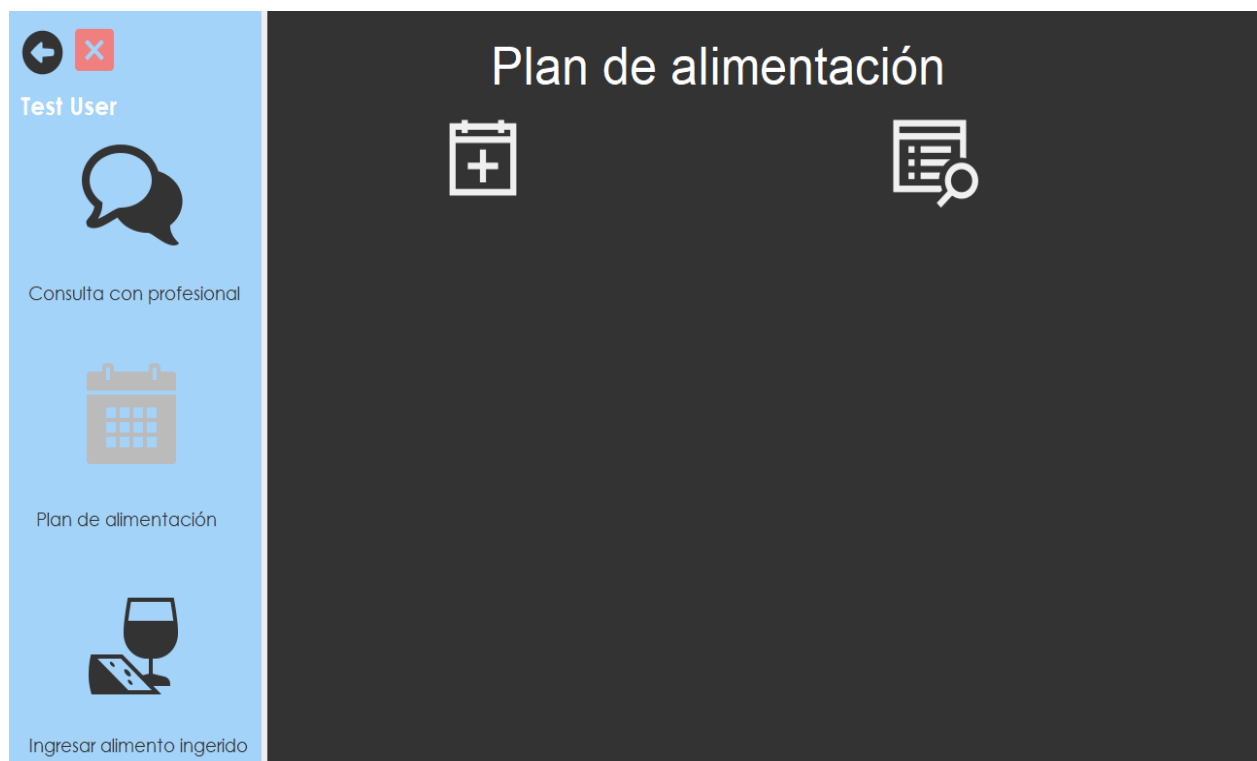 Test User
Consulta con profesional
Plan de alimentación
Ingresar alimento ingerido
Plan de alimentación